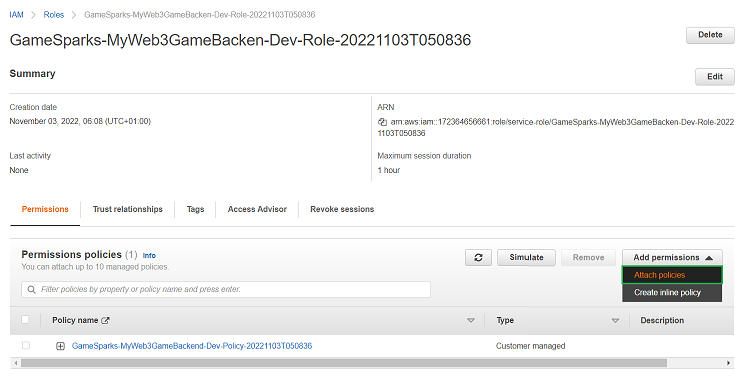 IAM > Roles > GameSparks-MyWeb3GameBacken-Dev-Role-20221103T050836
GameSparks-MyWeb3GameBacken-Dev-Role-20221103T050836
Delete
Summary
Edit
Creation date
November 03, 2022, 06:08 (UTC+01:00)
ARN
arn:aws:iam::172364656661:role/service-role/GameSparks-MyWeb3GameBacken-Dev-Role-2022
1103T050836
Last activity
None
Maximum session duration
1 hour
Permissions Trust relationships Tags Access Advisor Revoke sessions
Permissions policies (1) Info
You can attach up to 10 managed policies.
Simulate Remove Add permissions
Attach policies
Create inline policy
Filter policies by property or policy name and press enter.
Policy name Type Description
GameSparks-MyWeb3GameBackend-Dev-Policy-20221103T050836 Customer managed